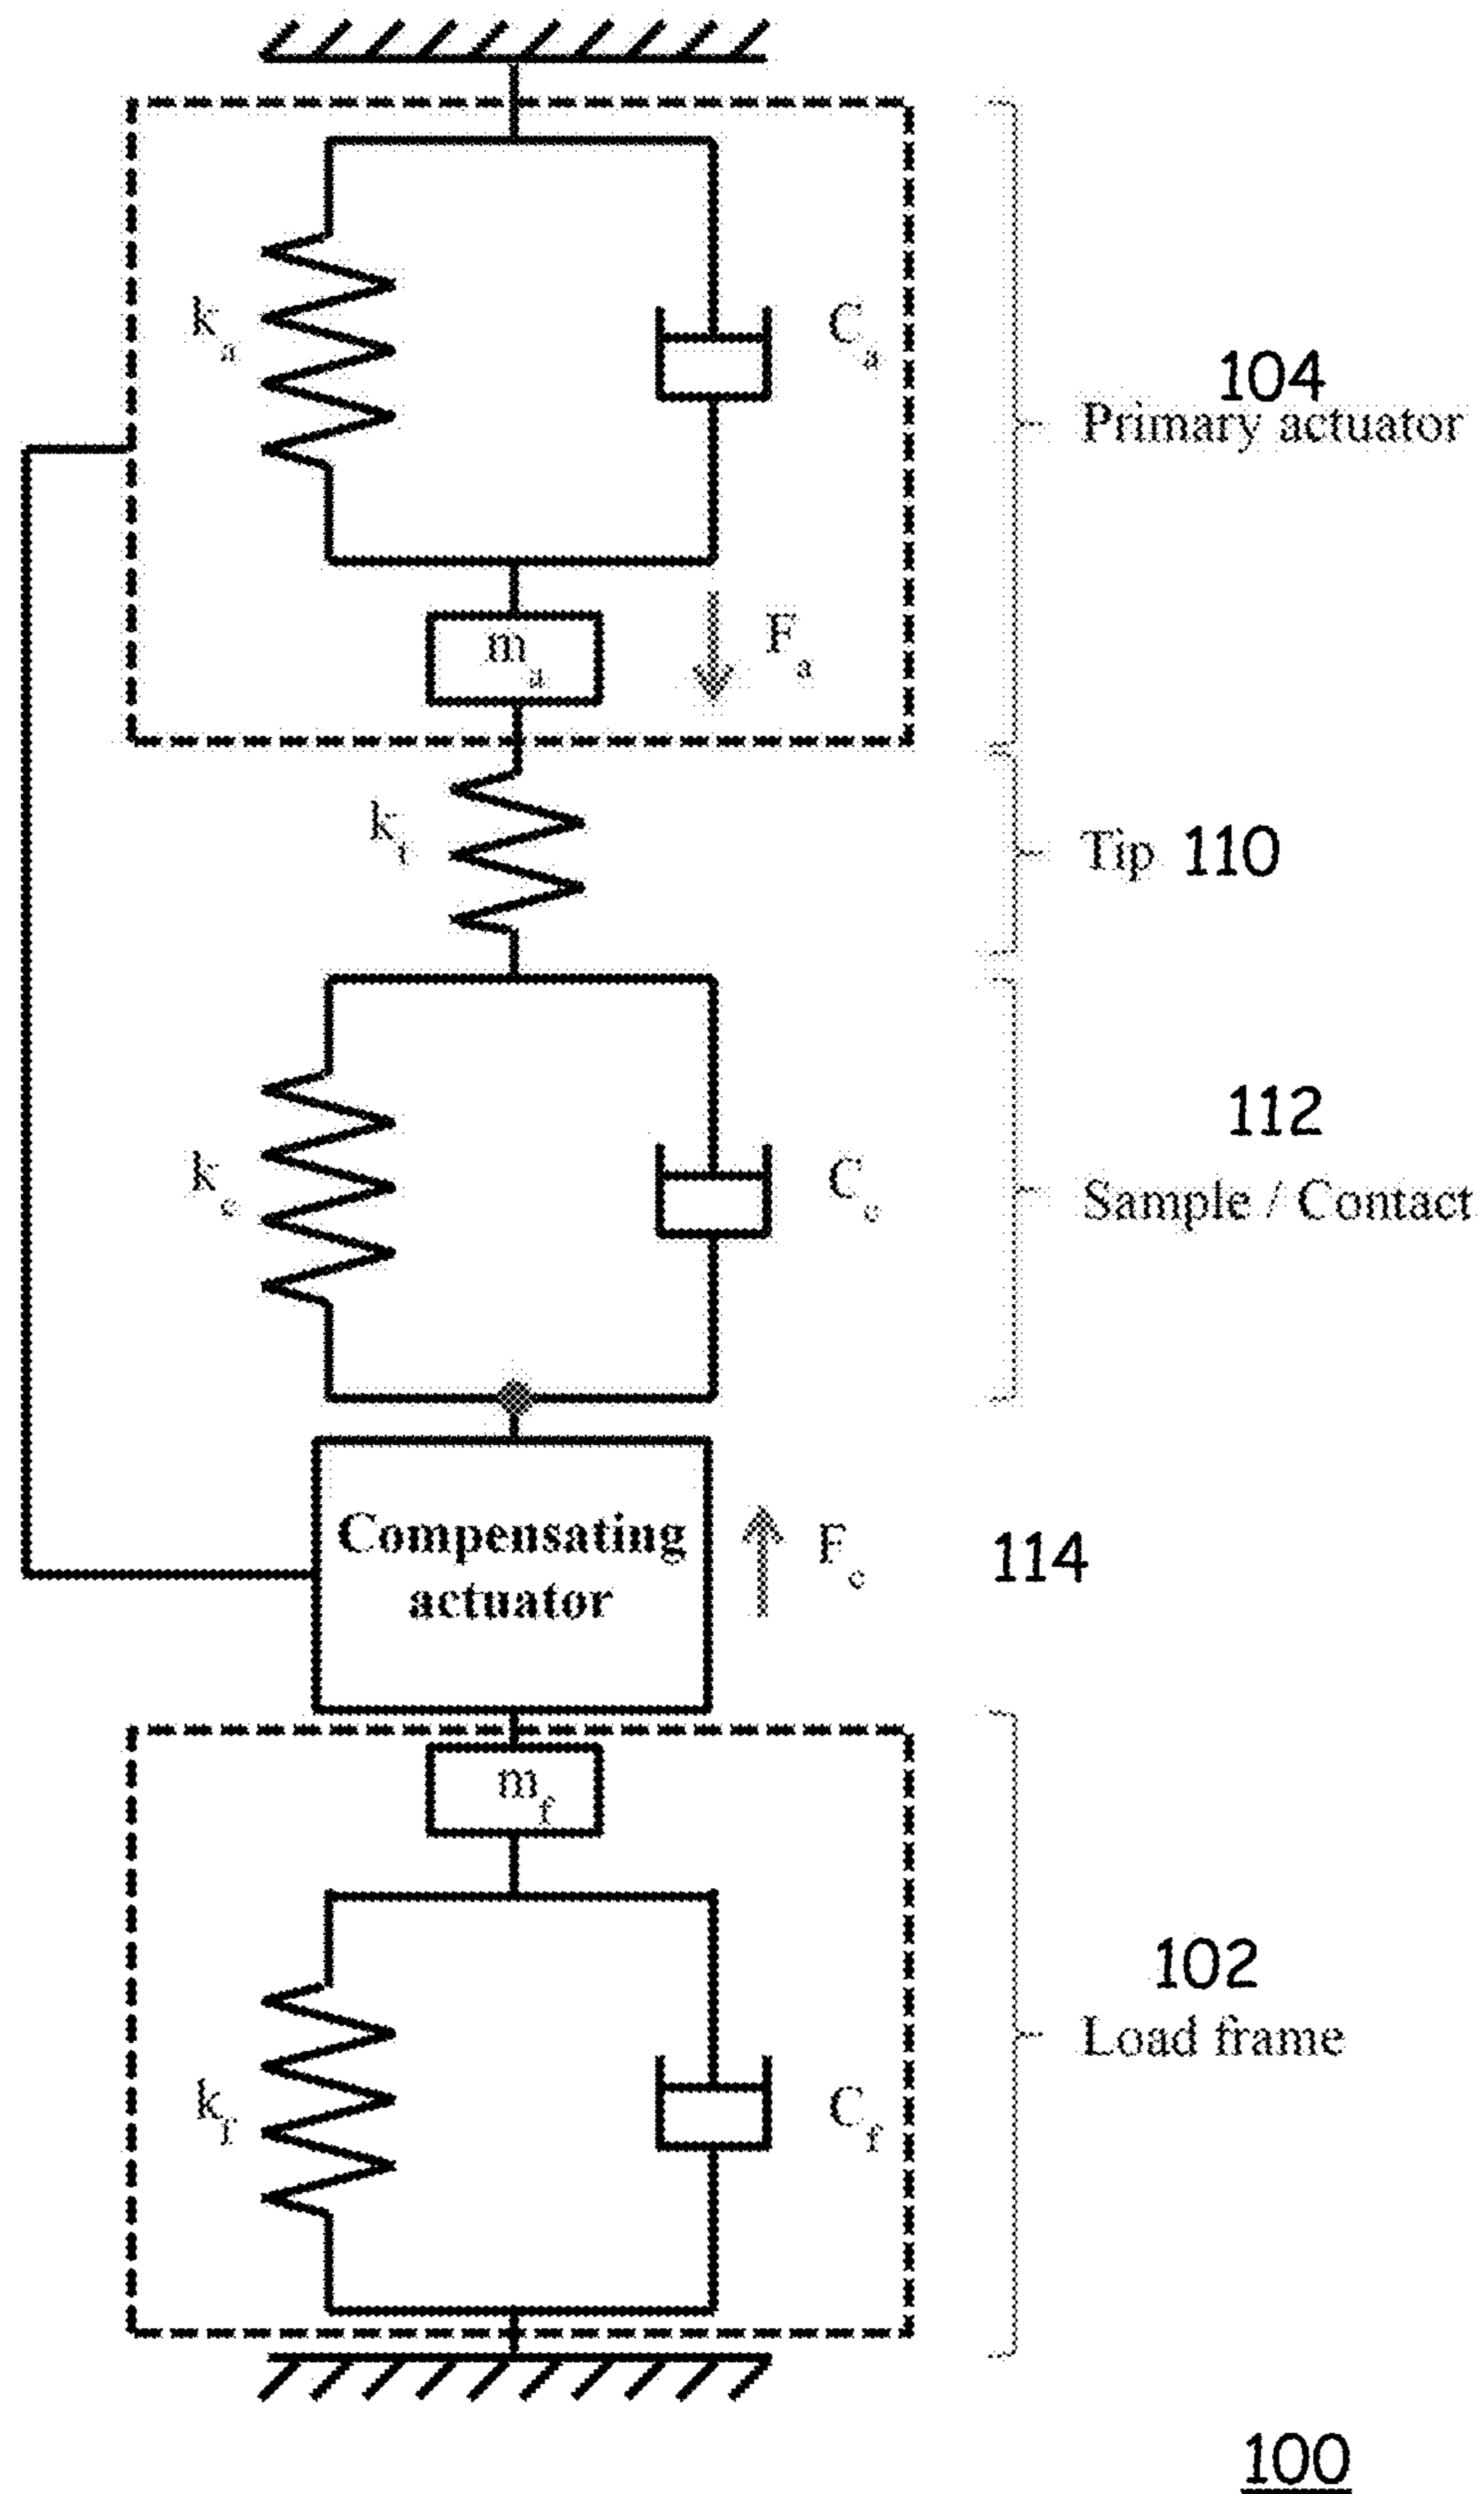 k_a
C_a
104
Primary actuator
m_a
F_a
k_t
Tip 110
112
k_c
C_c
Sample / Contact
Compensating
actuator
F_c
114
m_f
102
Load frame
k_f
C_f
100